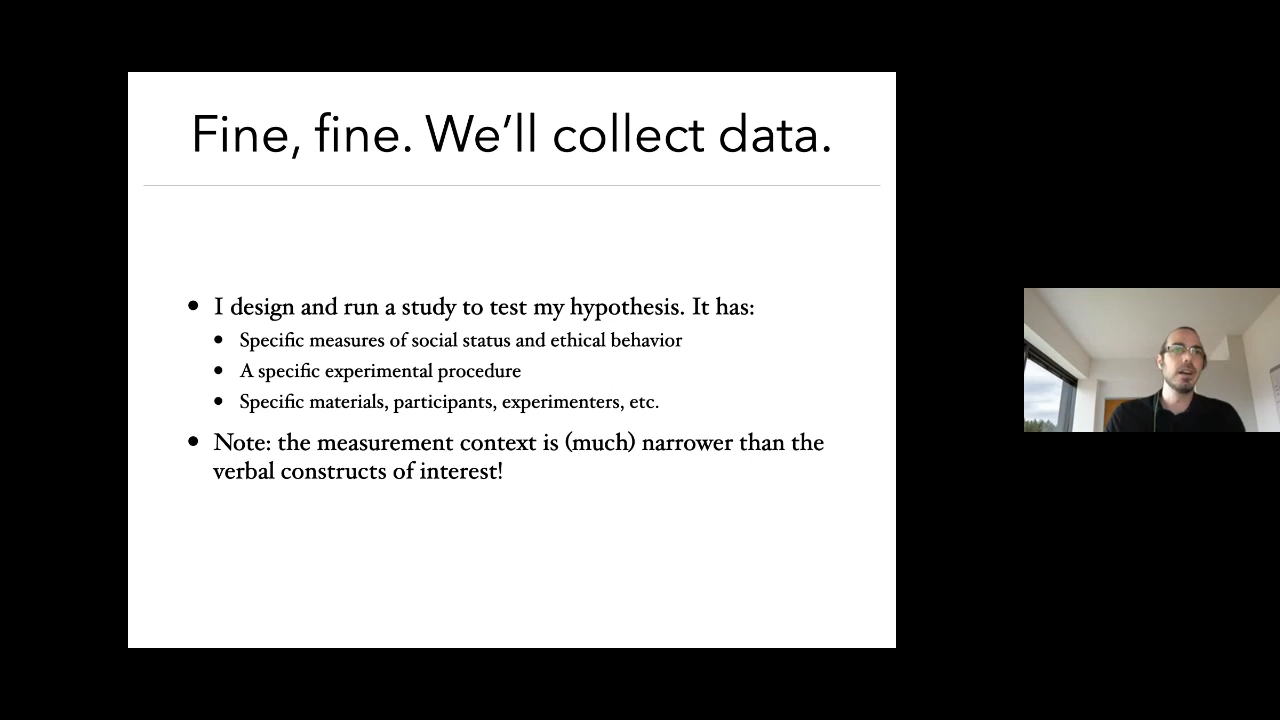 Fine, fine. We’ll collect data.
• I design and run a study to test my hypothesis. It has:
• Specific measures of social status and ethical behavior
• A specific experimental procedure
• Specific materials, participants, experimenters, etc.
• Note: the measurement context is (much) narrower than the
verbal constructs of interest!